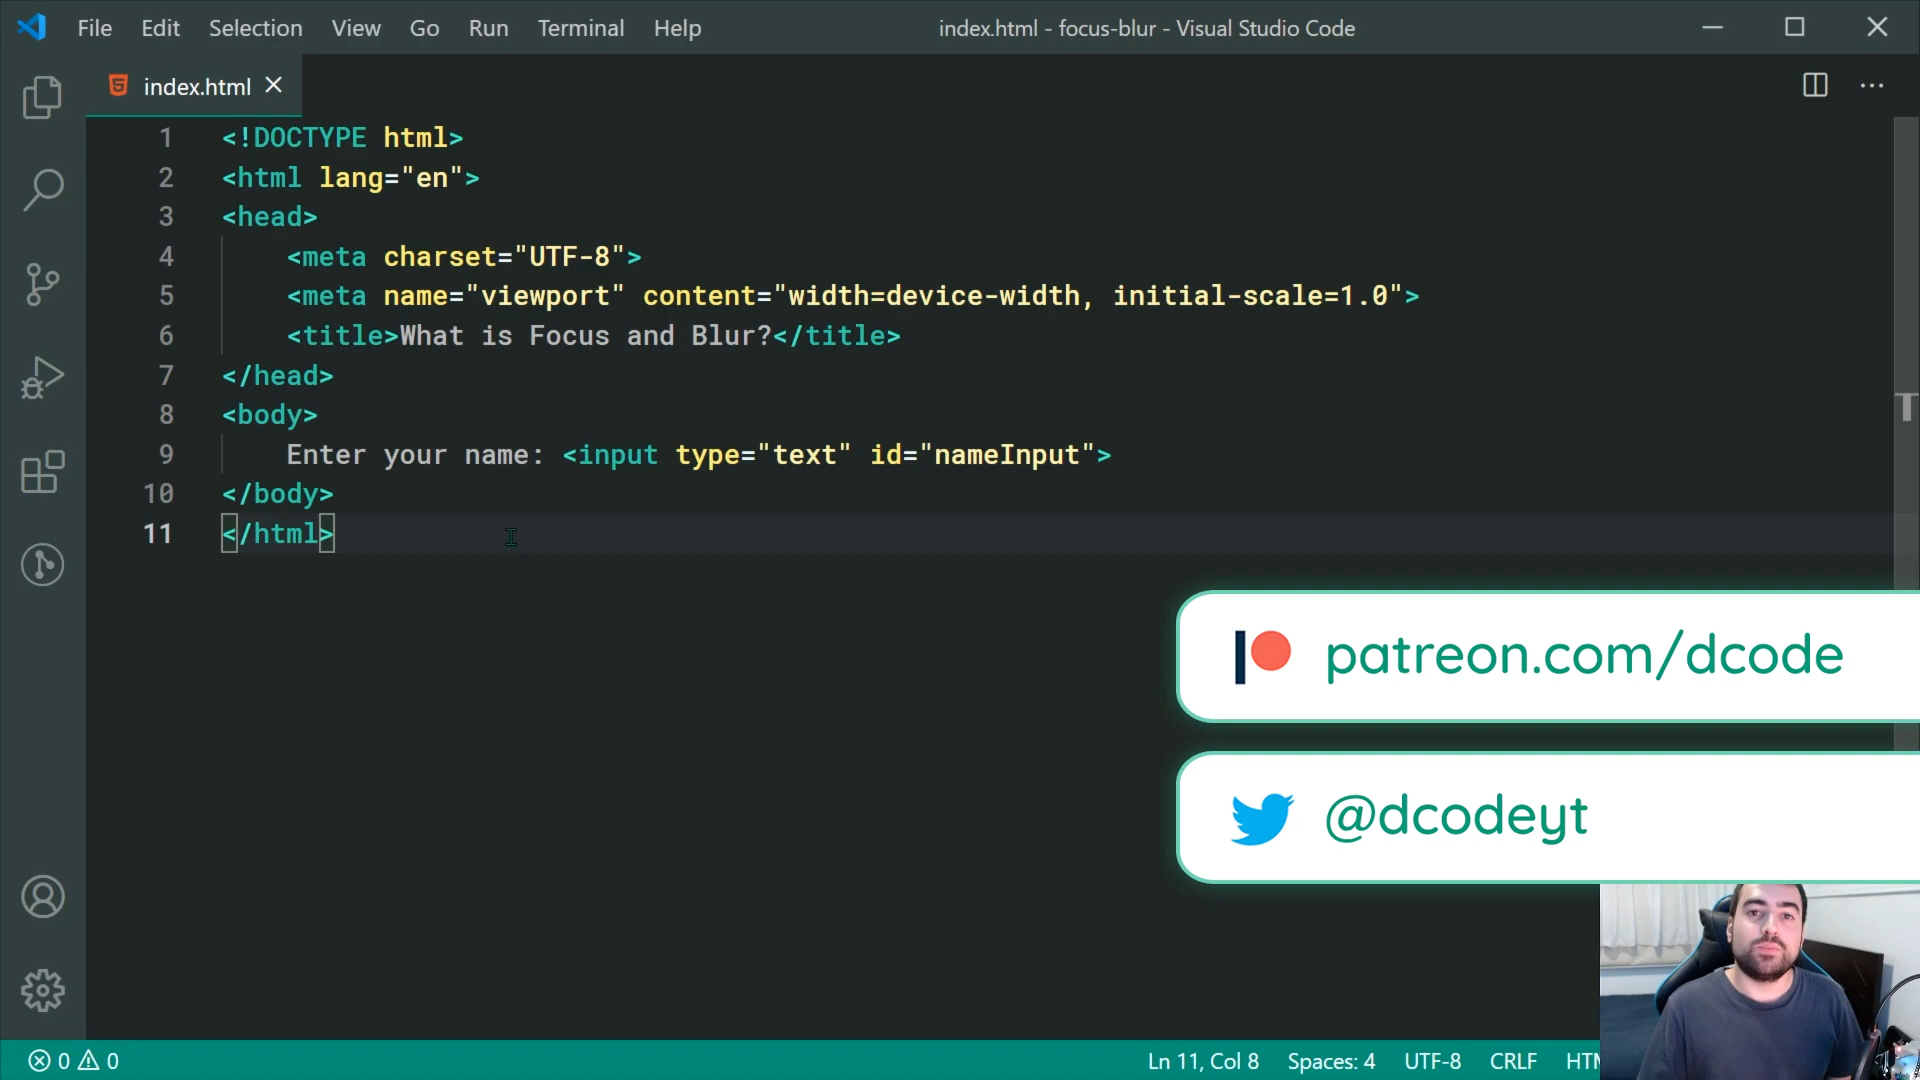 File Edit Selection View Go Run Terminal Help
index.html - focus-blur - Visual Studio Code
index.html
1 <!DOCTYPE html>
2 <html lang="en">
3 <head>
4     <meta charset="UTF-8">
5     <meta name="viewport" content="width=device-width, initial-scale=1.0">
6     <title>What is Focus and Blur?</title>
7 </head>
8 <body>
9     Enter your name: <input type="text" id="nameInput">
10 </body>
11 </html>
patreon.com/dcode
@dcodeyt
0 0
Ln 11, Col 8 Spaces: 4 UTF-8 CRLF